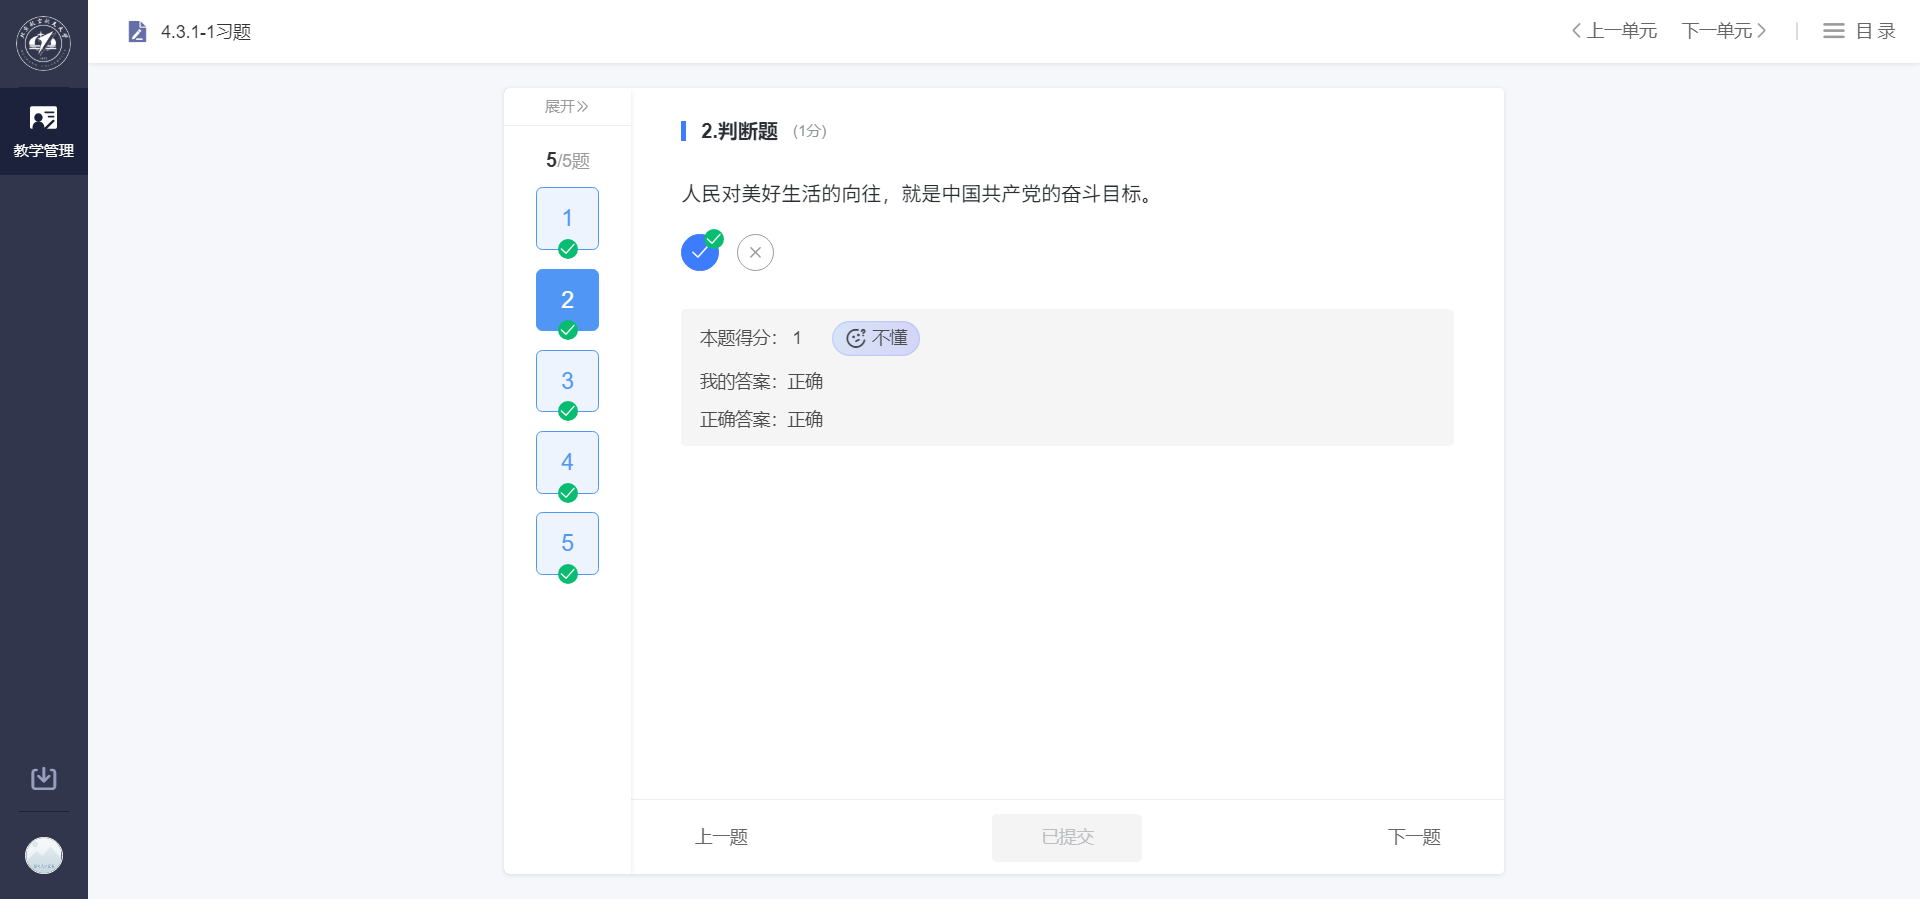 4.3.1-1习题
上一单元
下一单元
目录
教学管理
展开
5/5题
1
2
3
4
5
2.判断题 (1分)
人民对美好生活的向往，就是中国共产党的奋斗目标。
本题得分： 1 不懂
我的答案：正确
正确答案：正确
上一题
已提交
下一题